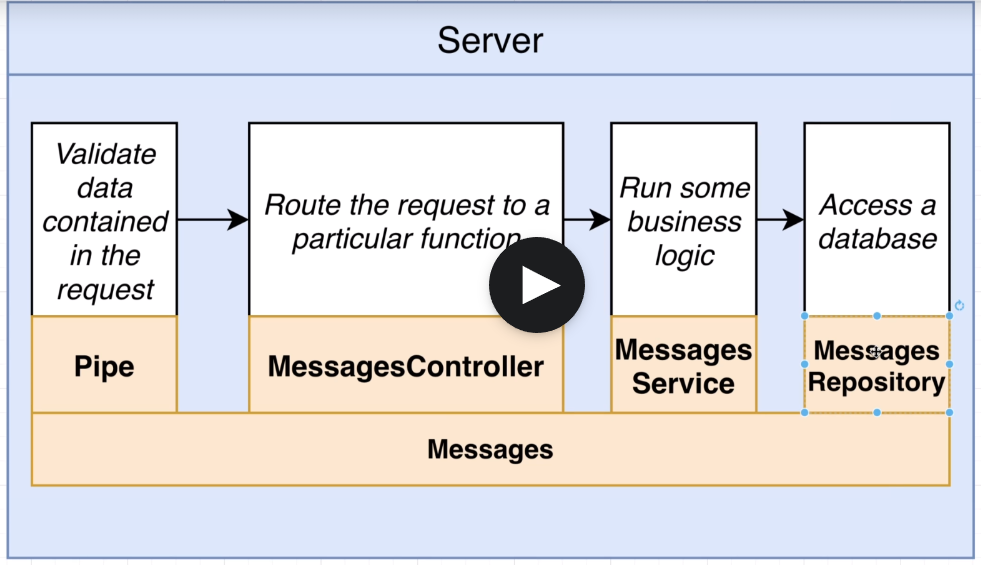 Server
Validate
data
contained
in the
request
Route the request to a
particular function
Run some
business
logic
Access a
database
Pipe
MessagesController
Messages
Service
Messages
Repository
Messages